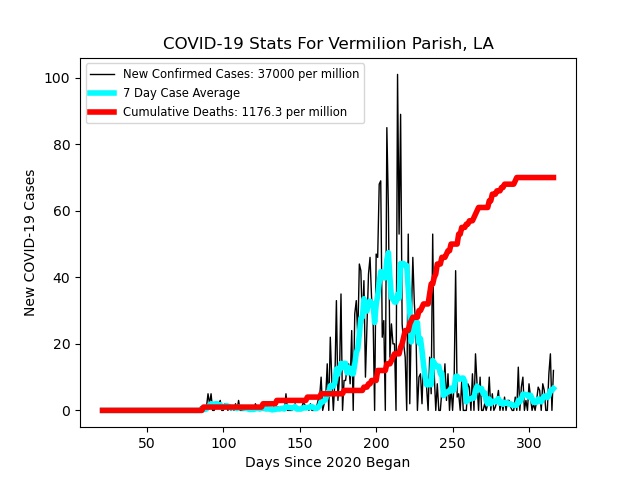 COVID-19 Stats For Vermilion Parish, LA
New Confirmed Cases: 37000 per million
7 Day Case Average
Cumulative Deaths: 1176.3 per million
New COVID-19 Cases
100
80
60
40
20
0
50 100 150 200 250 300
Days Since 2020 Began